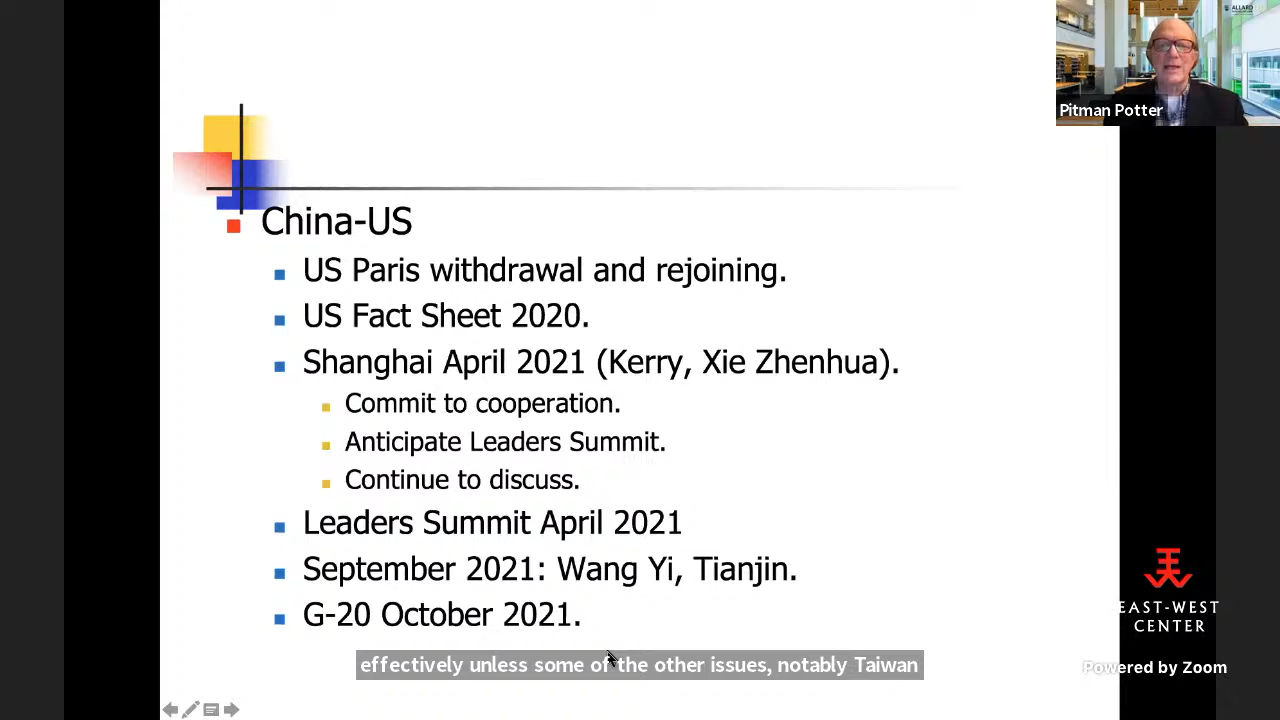 ALLARD
Pitman Potter
China-US
US Paris withdrawal and rejoining.
US Fact Sheet 2020.
Shanghai April 2021 (Kerry, Xie Zhenhua).
Commit to cooperation.
Anticipate Leaders Summit.
Continue to discuss.
Leaders Summit April 2021
September 2021: Wang Yi, Tianjin.
G-20 October 2021.
effectively unless some of the other issues, notably Taiwan
EAST-WEST
CENTER
Powered by Zoom